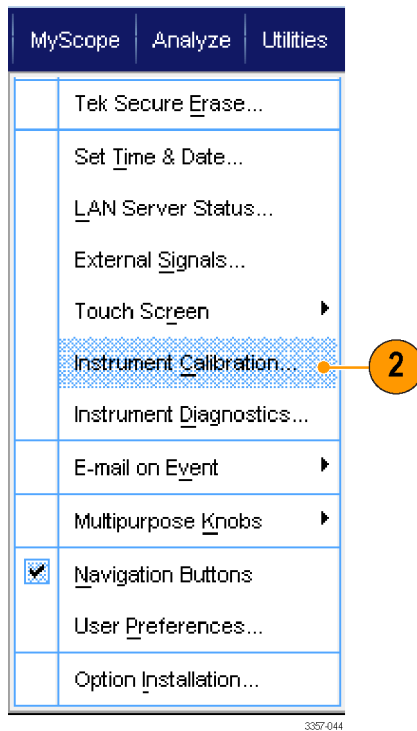 MyScope Analyze Utilities
Tek Secure Erase...
Set Time & Date...
LAN Server Status...
External Signals...
Touch Screen
Instrument Calibration...
2
Instrument Diagnostics...
E-mail on Event
Multipurpose Knobs
Navigation Buttons
User Preferences...
Option Installation...
3357-044